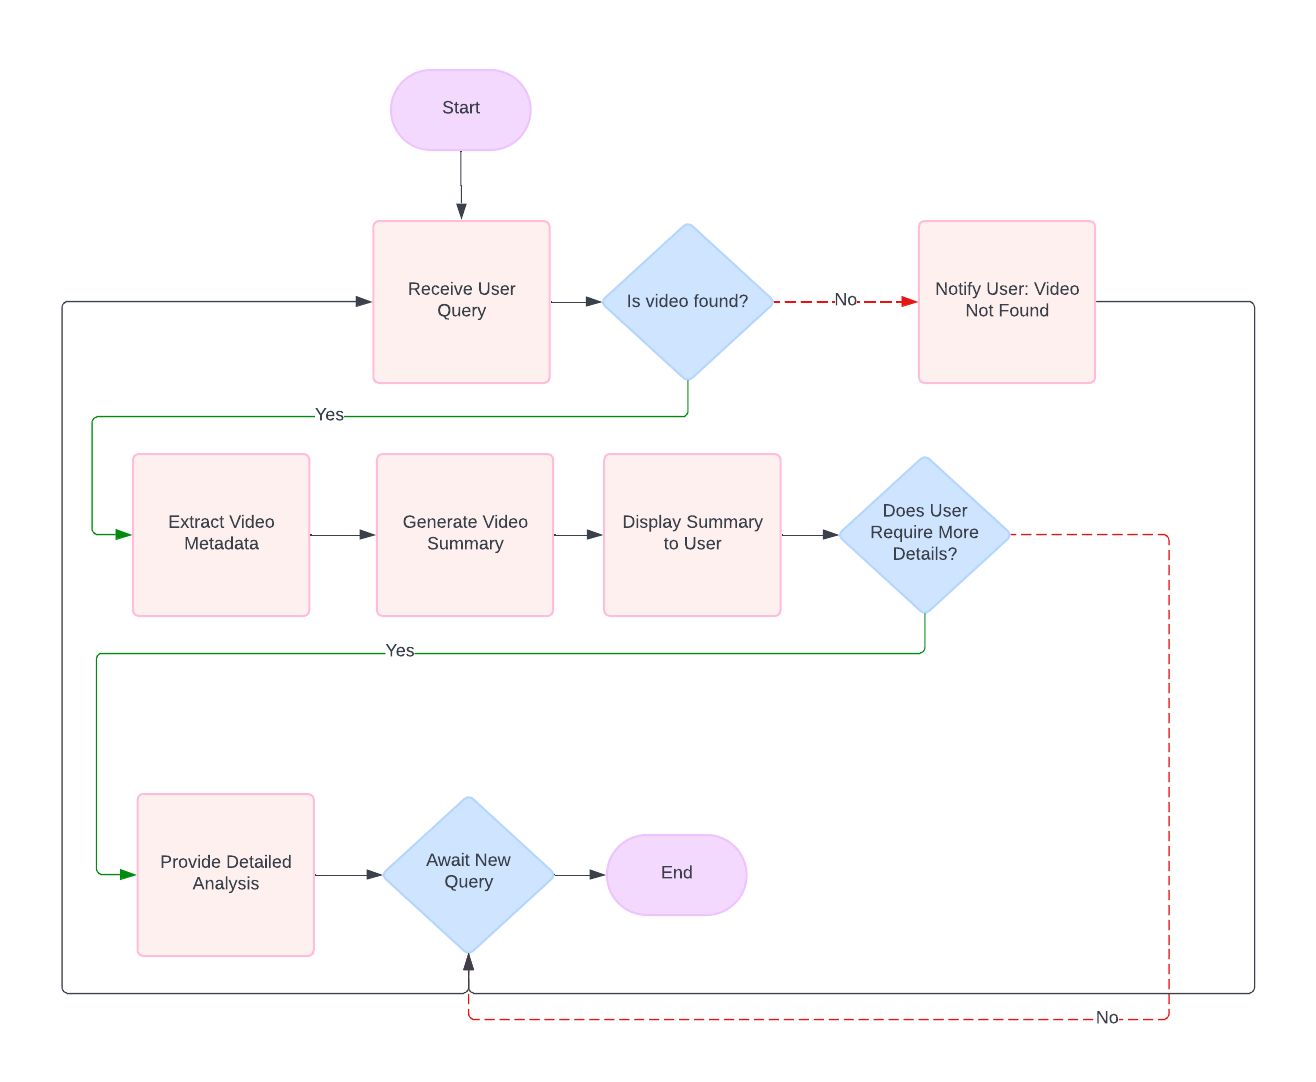 Start
Receive User
Query
Is video found?
No
Notify User: Video
Not Found
Yes
Extract Video
Metadata
Generate Video
Summary
Display Summary
to User
Does User
Require More
Details?
Yes
Provide Detailed
Analysis
Await New
Query
End
No